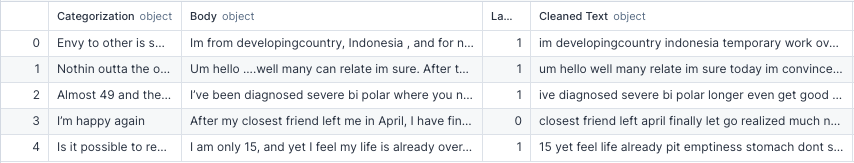 Categorization object Body object La... Cleaned Text object
0 Envy to other is s... Im from developingcountry, Indonesia , and for n... 1 im developingcountry indonesia temporary work ov...
1 Nothin outta the o... Um hello ....well many can relate im sure. After t... 1 um hello well many relate im sure today im convince...
2 Almost 49 and the... I've been diagnosed severe bi polar where you n... 1 ive diagnosed severe bi polar longer even get good ...
3 I'm happy again After my closest friend left me in April, I have fin... 0 closest friend left april finally let go realized much n...
4 Is it possible to re... I am only 15, and yet I feel my life is already over... 1 15 yet feel life already pit emptiness stomach dont s...